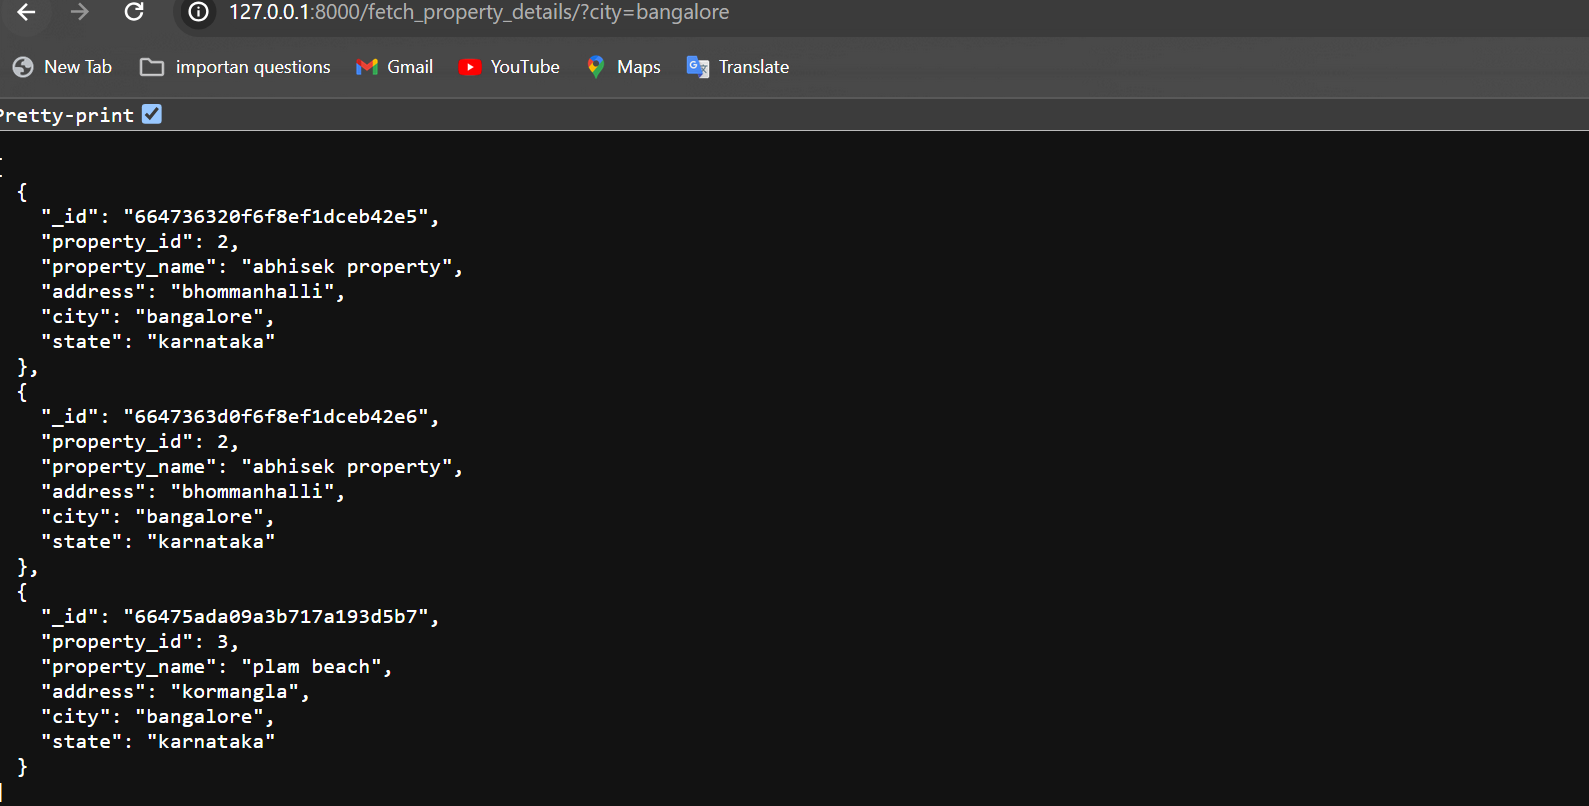 127.0.0.1:8000/fetch_property_details/?city=bangalore
New Tab importan questions Gmail YouTube Maps Translate
Pretty-print
[
{
"_id": "664736320f6f8ef1dceb42e5",
"property_id": 2,
"property_name": "abhisek property",
"address": "bhommanhalli",
"city": "bangalore",
"state": "karnataka"
},
{
"_id": "6647363d0f6f8ef1dceb42e6",
"property_id": 2,
"property_name": "abhisek property",
"address": "bhommanhalli",
"city": "bangalore",
"state": "karnataka"
},
{
"_id": "66475ada09a3b717a193d5b7",
"property_id": 3,
"property_name": "plam beach",
"address": "kormangla",
"city": "bangalore",
"state": "karnataka"
}
]